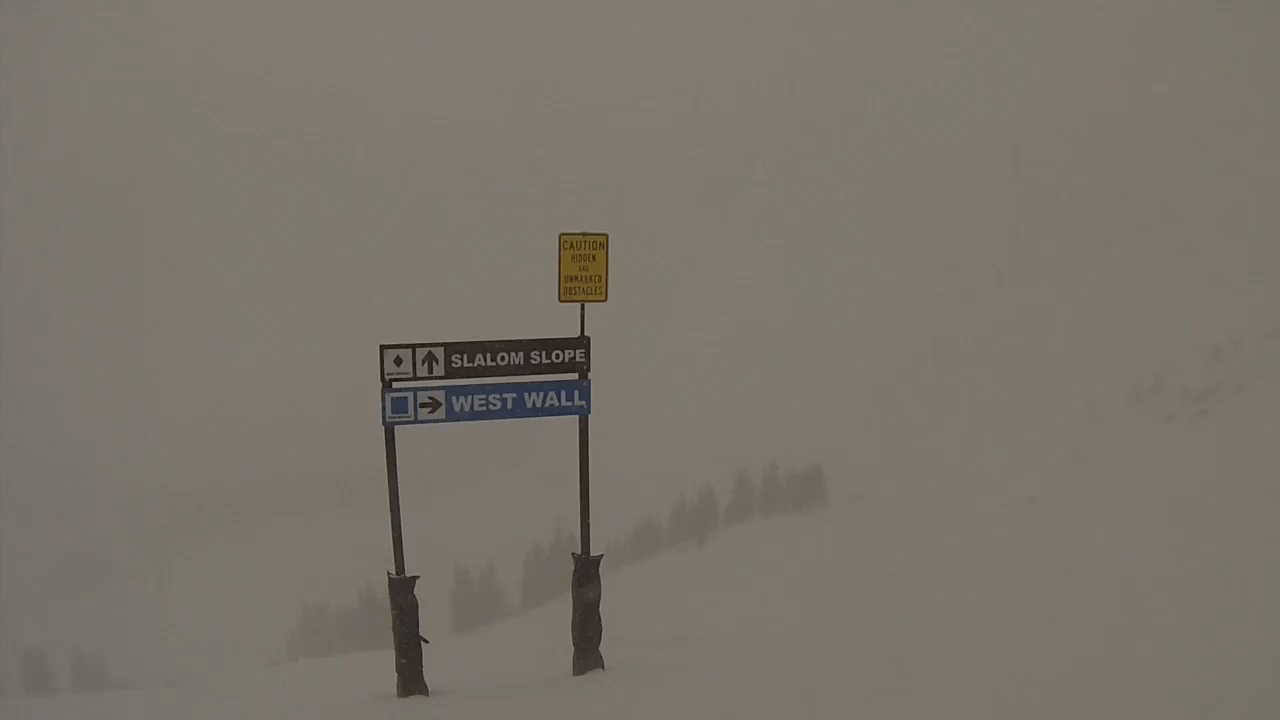 CAUTION
HIDDEN
AND
UNMARKED
OBSTACLES
SLALOM SLOPE
WEST WALL